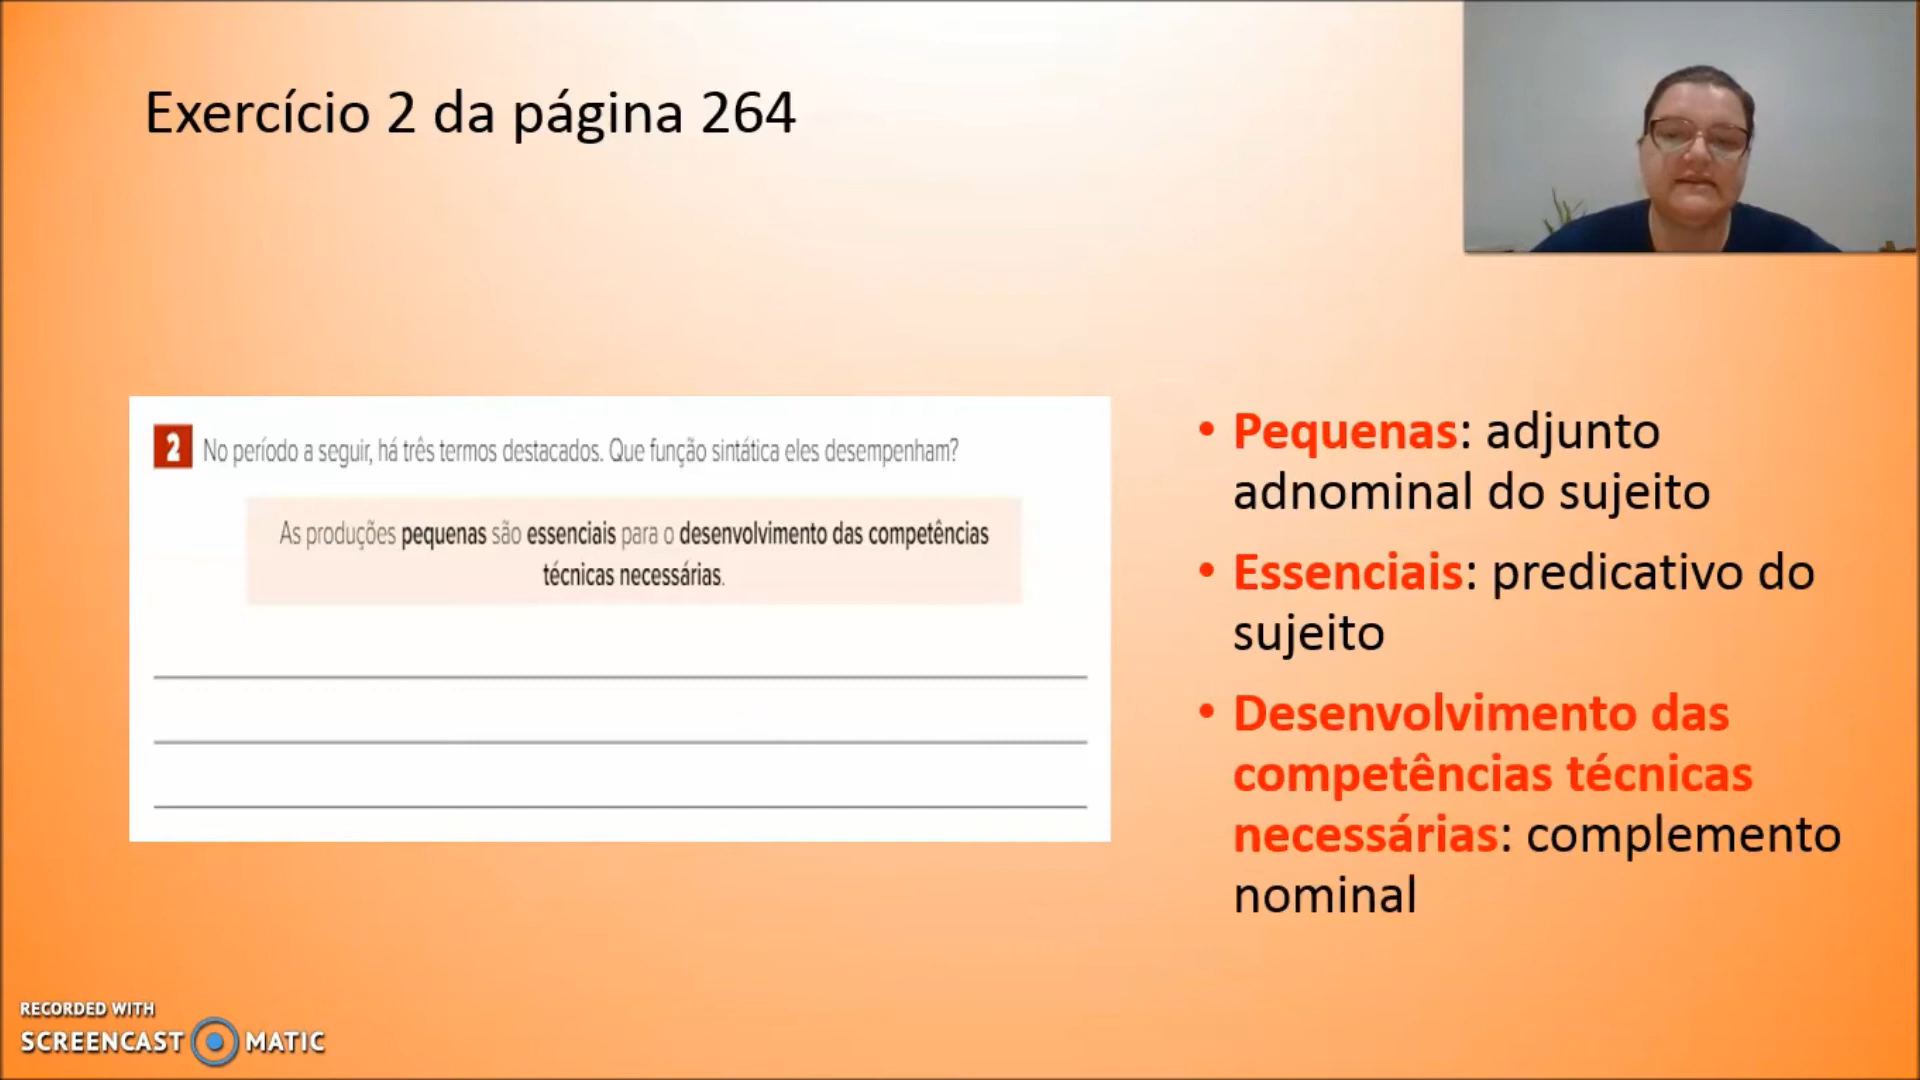 Exercício 2 da página 264
2 No período a seguir, há três termos destacados. Que função sintática eles desempenham?
As produções pequenas são essenciais para o desenvolvimento das competências
técnicas necessárias.
• Pequenas: adjunto
adnominal do sujeito
• Essenciais: predicativo do
sujeito
• Desenvolvimento das
competências técnicas
necessárias: complemento
nominal
RECORDED WITH
SCREENCAST MATIC